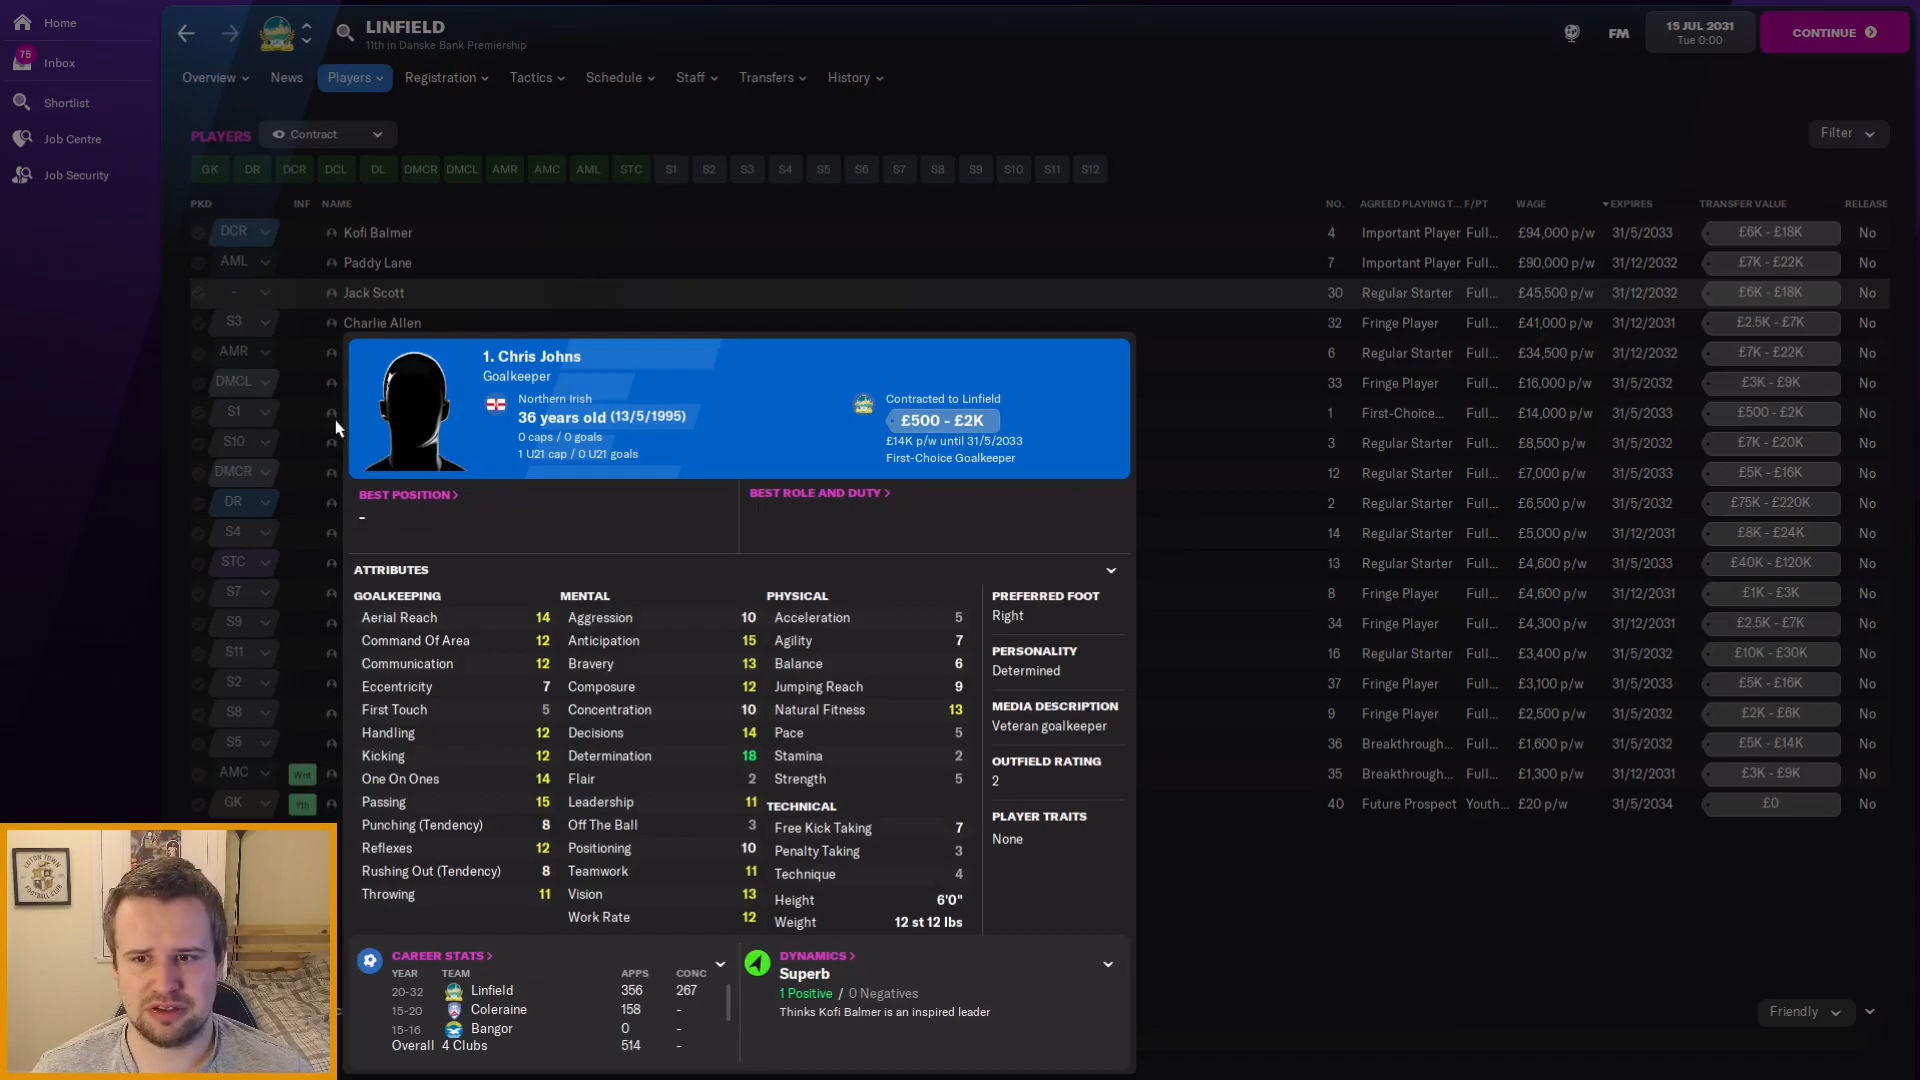 Home
75
Inbox
Shortlist
Job Centre
Job Security
LINFIELD
11th in Danske Bank Premiership
FM
15 JUL 2031
Tue 0:00
CONTINUE
Overview News Players Registration Tactics Schedule Staff Transfers History
PLAYERS Contract Filter
GK DR DCR DCL DL DMCR DMCL AMR AMC AML STC S1 S2 S3 S4 S5 S6 S7 S8 S9 S10 S11 S12
PKD INF NAME NO. AGREED PLAYING T... F/PT WAGE EXPIRES TRANSFER VALUE RELEASE
DCR Kofi Balmer 4 Important Player Full... £94,000 p/w 31/5/2033 £6K - £18K No
AML Paddy Lane 7 Important Player Full... £90,000 p/w 31/12/2032 £7K - £22K No
- Jack Scott 30 Regular Starter Full... £45,500 p/w 31/12/2032 £6K - £18K No
S3 Charlie Allen 32 Fringe Player Full... £41,000 p/w 31/12/2031 £2.5K - £7K No
AMR 6 Regular Starter Full... £34,500 p/w 31/12/2032 £7K - £22K No
DMCL 33 Fringe Player Full... £16,000 p/w 31/12/2032 £3K - £9K No
S1 1 First-Choice... Full... £14,000 p/w 31/5/2033 £500 - £2K No
S10 3 Regular Starter Full... £8,500 p/w 31/5/2032 £7K - £20K No
DMCR 12 Regular Starter Full... £7,000 p/w 31/5/2033 £5K - £16K No
DR 2 Regular Starter Full... £6,500 p/w 31/5/2032 £75K - £220K No
S4 14 Regular Starter Full... £5,000 p/w 31/12/2031 £8K - £24K No
STC 13 Regular Starter Full... £4,600 p/w 31/5/2032 £40K - £120K No
S7 8 Fringe Player Full... £4,600 p/w 31/12/2031 £1K - £3K No
S9 34 Fringe Player Full... £4,300 p/w 31/12/2031 £2.5K - £7K No
S11 16 Regular Starter Full... £3,400 p/w 31/5/2032 £10K - £30K No
S2 37 Fringe Player Full... £3,100 p/w 31/5/2033 £5K - £16K No
S8 9 Fringe Player Full... £2,500 p/w 31/5/2032 £2K - £6K No
S5 36 Breakthrough... Full... £1,600 p/w 31/5/2032 £5K - £14K No
AMC Wnt 35 Breakthrough... Full... £1,300 p/w 31/12/2031 £3K - £9K No
GK Yth 40 Future Prospect Youth... £20 p/w 31/5/2034 £0 No
1. Chris Johns
Goalkeeper
Northern Irish
36 years old (13/5/1995)
0 caps / 0 goals
1 U21 cap / 0 U21 goals
Contracted to Linfield
£500 - £2K
£14K p/w until 31/5/2033
First-Choice Goalkeeper
BEST POSITION >
-
BEST ROLE AND DUTY >
ATTRIBUTES
GOALKEEPING
Aerial Reach 14
Command Of Area 12
Communication 12
Eccentricity 7
First Touch 5
Handling 12
Kicking 12
One On Ones 14
Passing 15
Punching (Tendency) 8
Reflexes 12
Rushing Out (Tendency) 8
Throwing 11
MENTAL
Aggression 10
Anticipation 15
Bravery 13
Composure 12
Concentration 10
Decisions 14
Determination 18
Flair 2
Leadership 11
Off The Ball 3
Positioning 10
Teamwork 11
Vision 13
Work Rate 12
PHYSICAL
Acceleration 5
Agility 7
Balance 6
Jumping Reach 9
Natural Fitness 13
Pace 5
Stamina 2
Strength 5
TECHNICAL
Free Kick Taking 7
Penalty Taking 3
Technique 4
Height 6'0"
Weight 12 st 12 lbs
PREFERRED FOOT
Right
PERSONALITY
Determined
MEDIA DESCRIPTION
Veteran goalkeeper
OUTFIELD RATING
2
PLAYER TRAITS
None
CAREER STATS >
YEAR TEAM APPS CONC
20-32 Linfield 356 267
15-20 Coleraine 158 -
15-16 Bangor 0 -
Overall 4 Clubs 514 -
DYNAMICS >
Superb
1 Positive / 0 Negatives
Thinks Kofi Balmer is an inspired leader
Friendly
LUTON TOWN